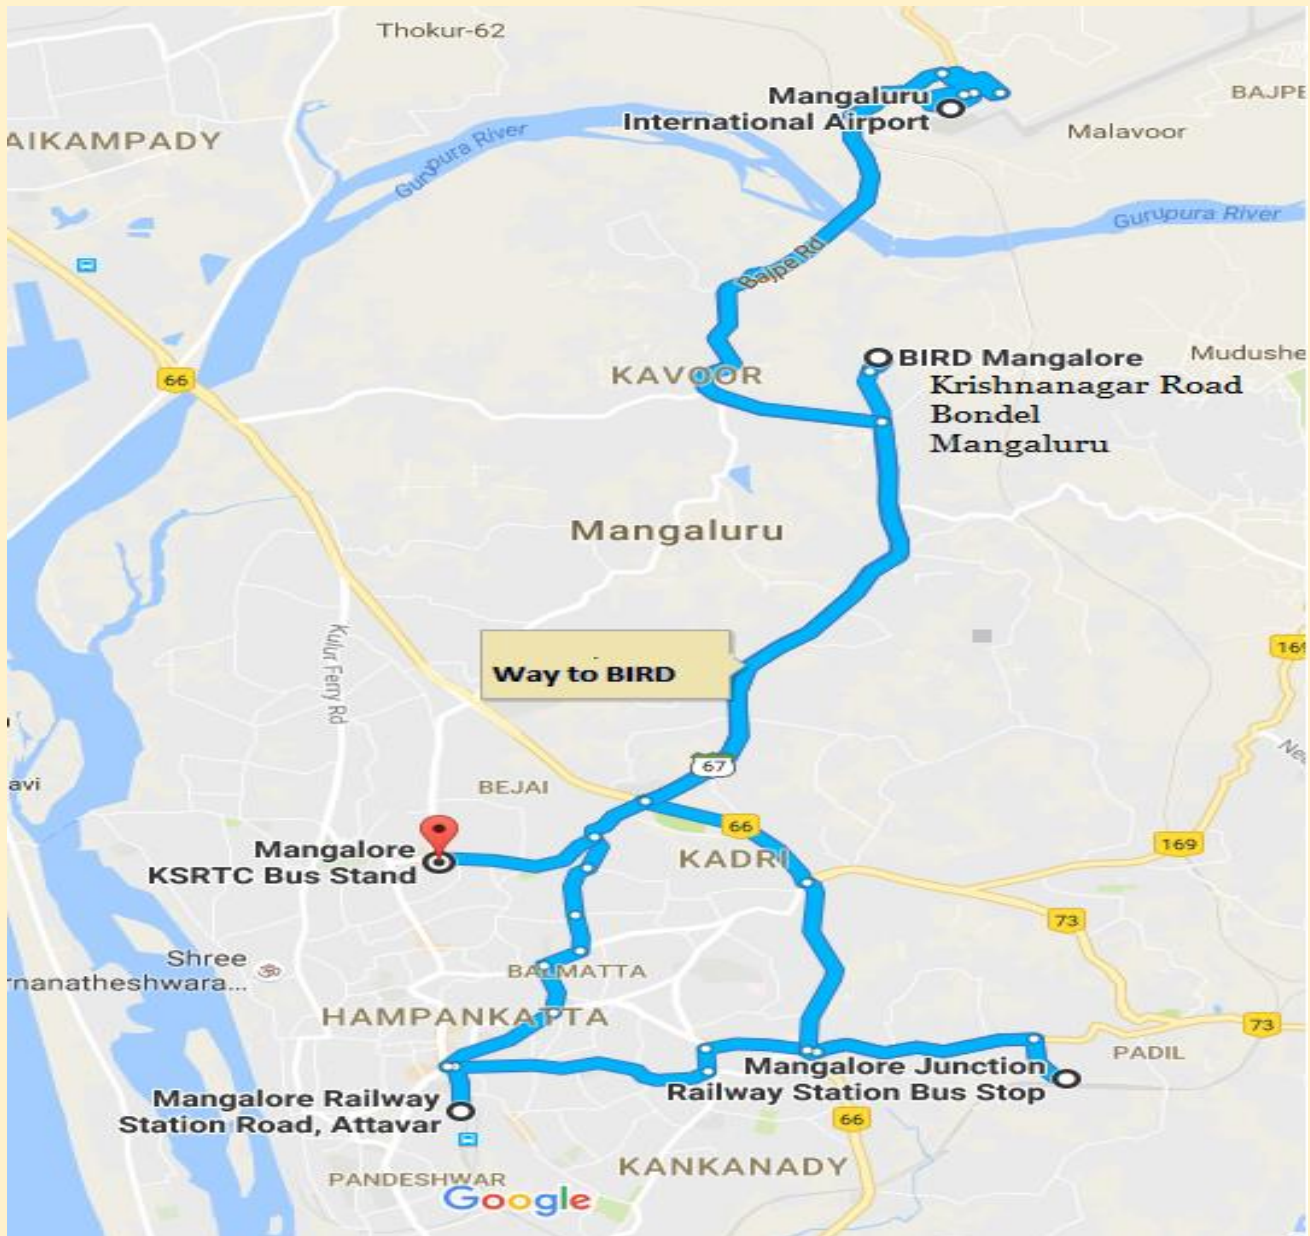 Thokur-62
Mangaluru
International Airport
BAJPE
Malavoor
AIKAMPADY
Gurupura River
Gurupura River
Bajpe Rd
BIRD Mangalore
Krishnanagar Road
Bondel
Mangaluru
Mudushe
KAVOOR
66
Mangaluru
Kulur Ferry Rd
Way to BIRD
169
67
BEJAI
avi
66
KADRI
169
Mangalore
KSRTC Bus Stand
73
Shree
rnanatheshwara...
BALMATTA
HAMPANKATTA
73
PADIL
Mangalore Junction
Railway Station Bus Stop
Mangalore Railway
Station Road, Attavar
66
KANKANADY
PANDESHWAR
Google